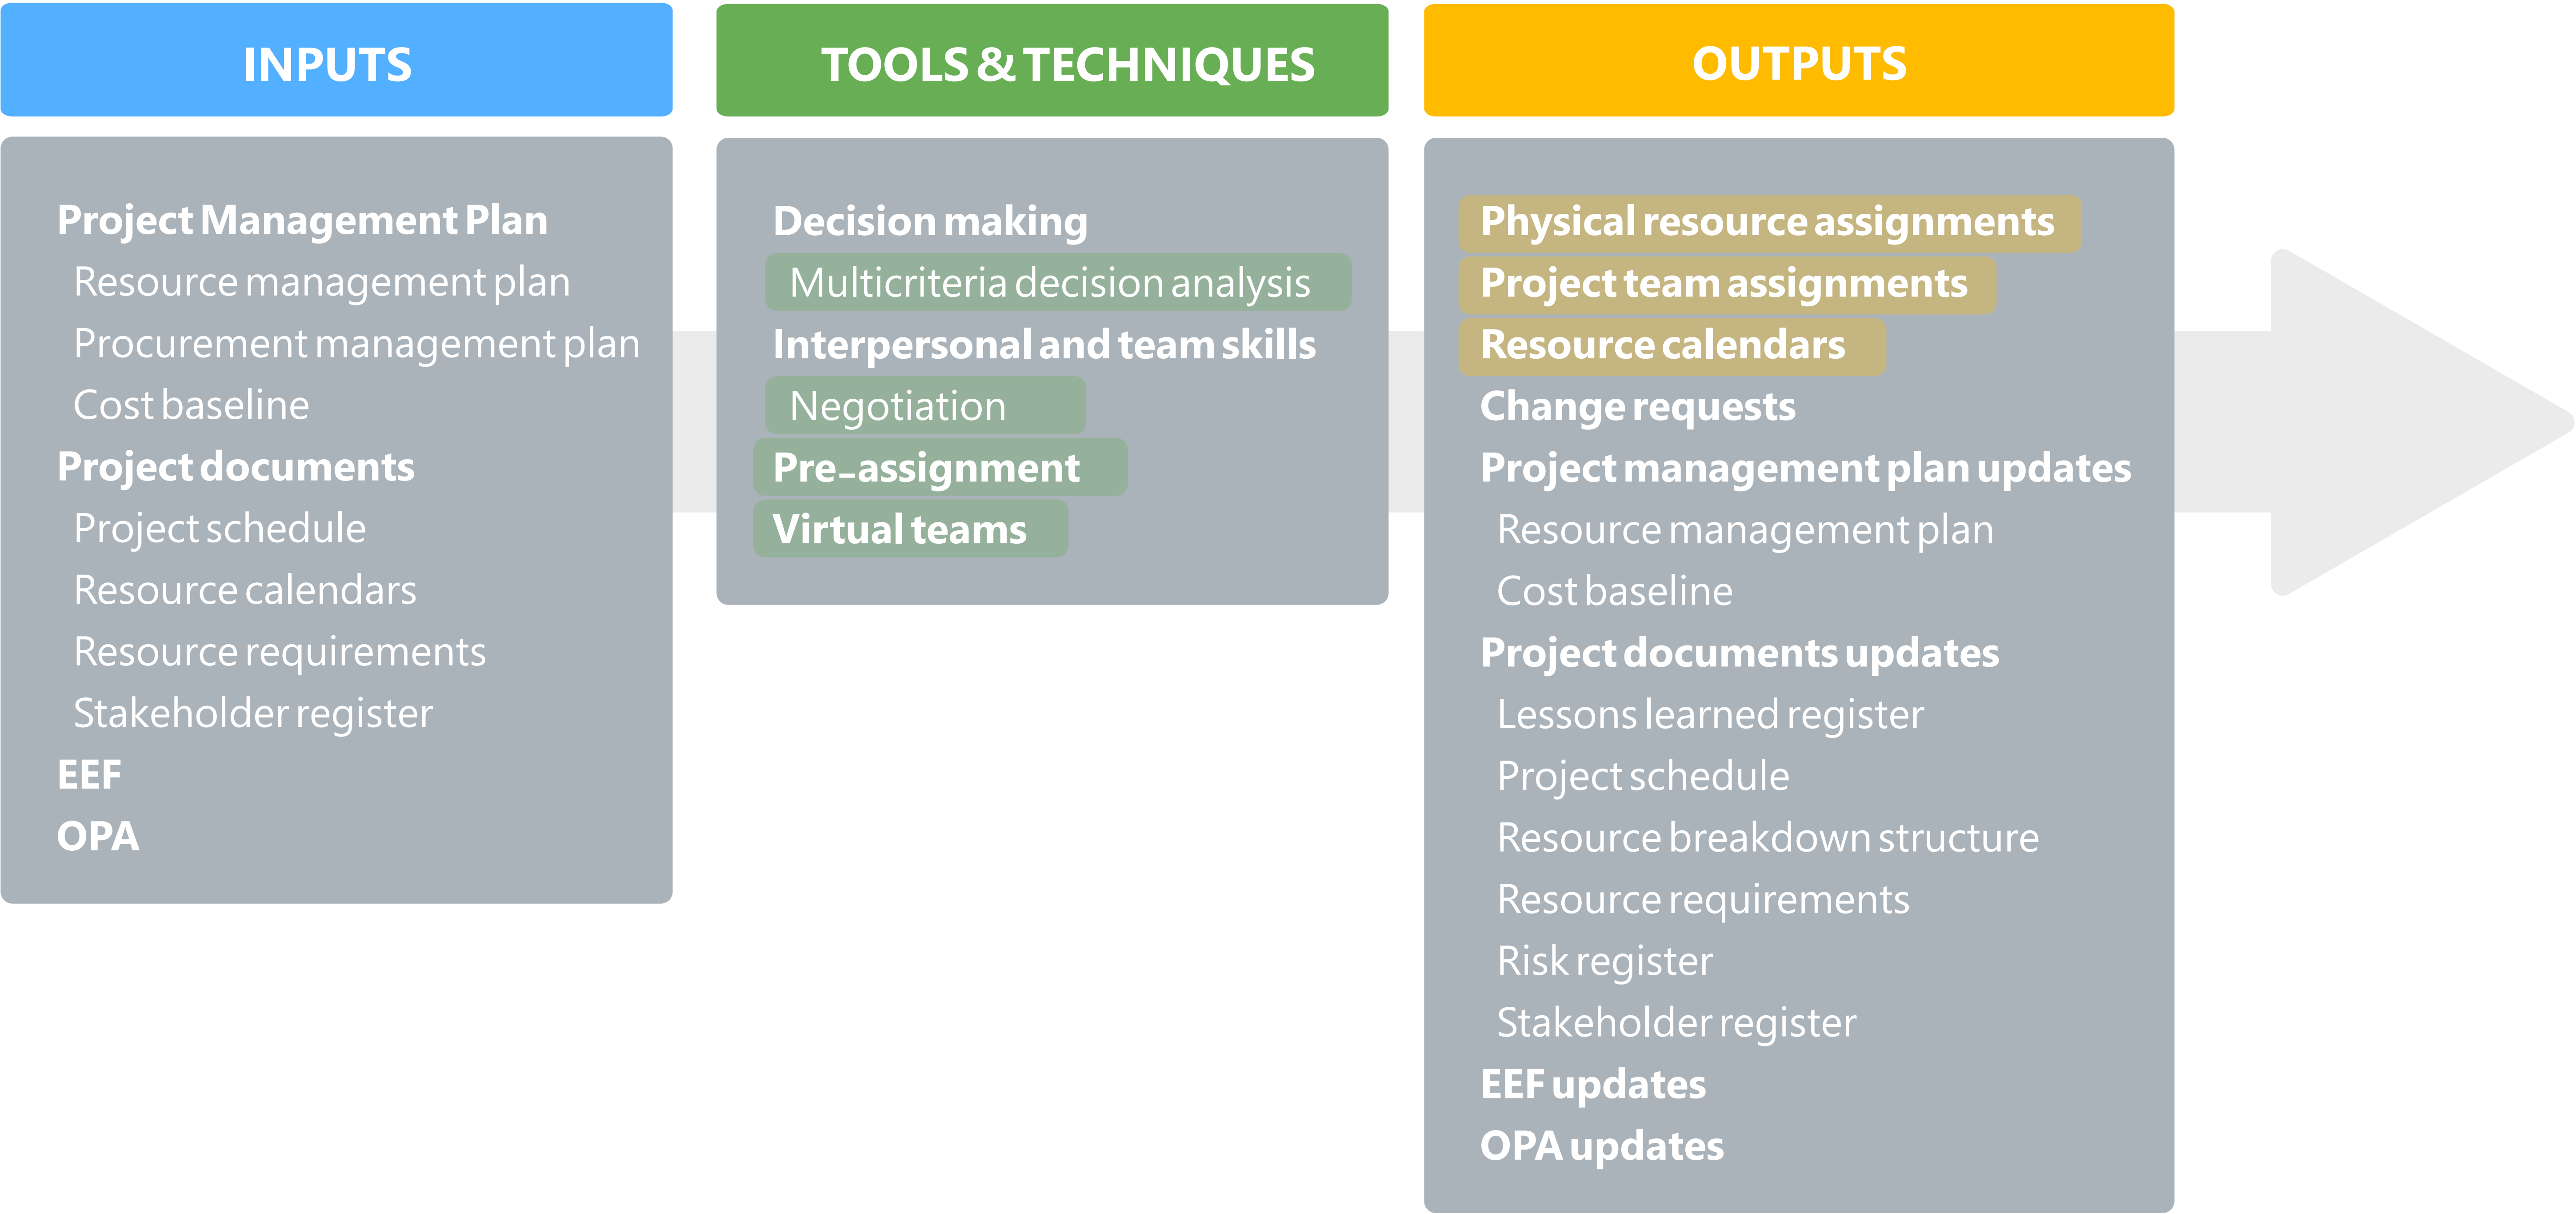 INPUTS
Project Management Plan
Resource management plan
Procurement management plan
Cost baseline
Project documents
Project schedule
Resource calendars
Resource requirements
Stakeholder register
EEF
OPA
TOOLS & TECHNIQUES
Decision making
Multicriteria decision analysis
Interpersonal and team skills
Negotiation
Pre-assignment
Virtual teams
OUTPUTS
Physical resource assignments
Project team assignments
Resource calendars
Change requests
Project management plan updates
Resource management plan
Cost baseline
Project documents updates
Lessons learned register
Project schedule
Resource breakdown structure
Resource requirements
Risk register
Stakeholder register
EEF updates
OPA updates